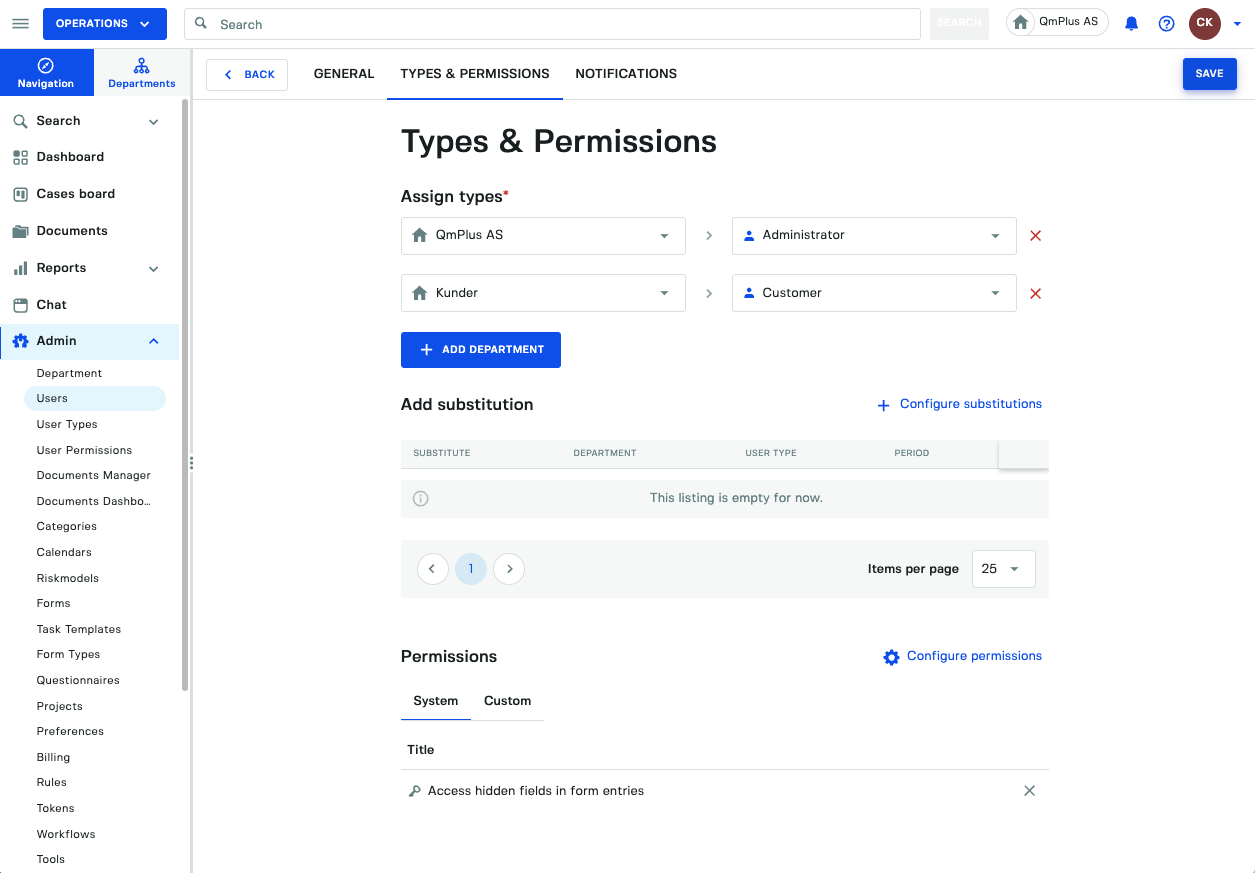 OPERATIONS
Search
SEARCH
QmPlus AS
CK
Navigation
Departments
BACK
GENERAL
TYPES & PERMISSIONS
NOTIFICATIONS
SAVE
Search
Dashboard
Cases board
Documents
Reports
Chat
Admin
Department
Users
User Types
User Permissions
Documents Manager
Documents Dashbo...
Categories
Calendars
Riskmodels
Forms
Task Templates
Form Types
Questionnaires
Projects
Preferences
Billing
Rules
Tokens
Workflows
Tools
Types & Permissions
Assign types*
QmPlus AS
Administrator
Kunder
Customer
ADD DEPARTMENT
Add substitution
Configure substitutions
SUBSTITUTE
DEPARTMENT
USER TYPE
PERIOD
This listing is empty for now.
1
Items per page
25
Permissions
Configure permissions
System
Custom
Title
Access hidden fields in form entries